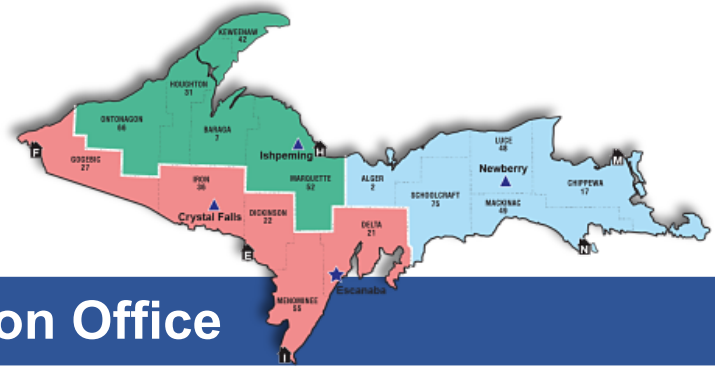 KEWEENAW
42
HOUGHTON
31
ONTONAGON
66
BARAGA
7
Ishpeming
H
LUCE
48
M
F
GOGEBIC
27
IRON
36
MARQUETTE
52
ALGER
2
Newberry
CHIPPEWA
17
SCHOOLCRAFT
75
MACKINAC
49
Crystal Falls
DICKINSON
22
DELTA
21
E
N
Escanaba
MENOMINEE
55
on Office
I